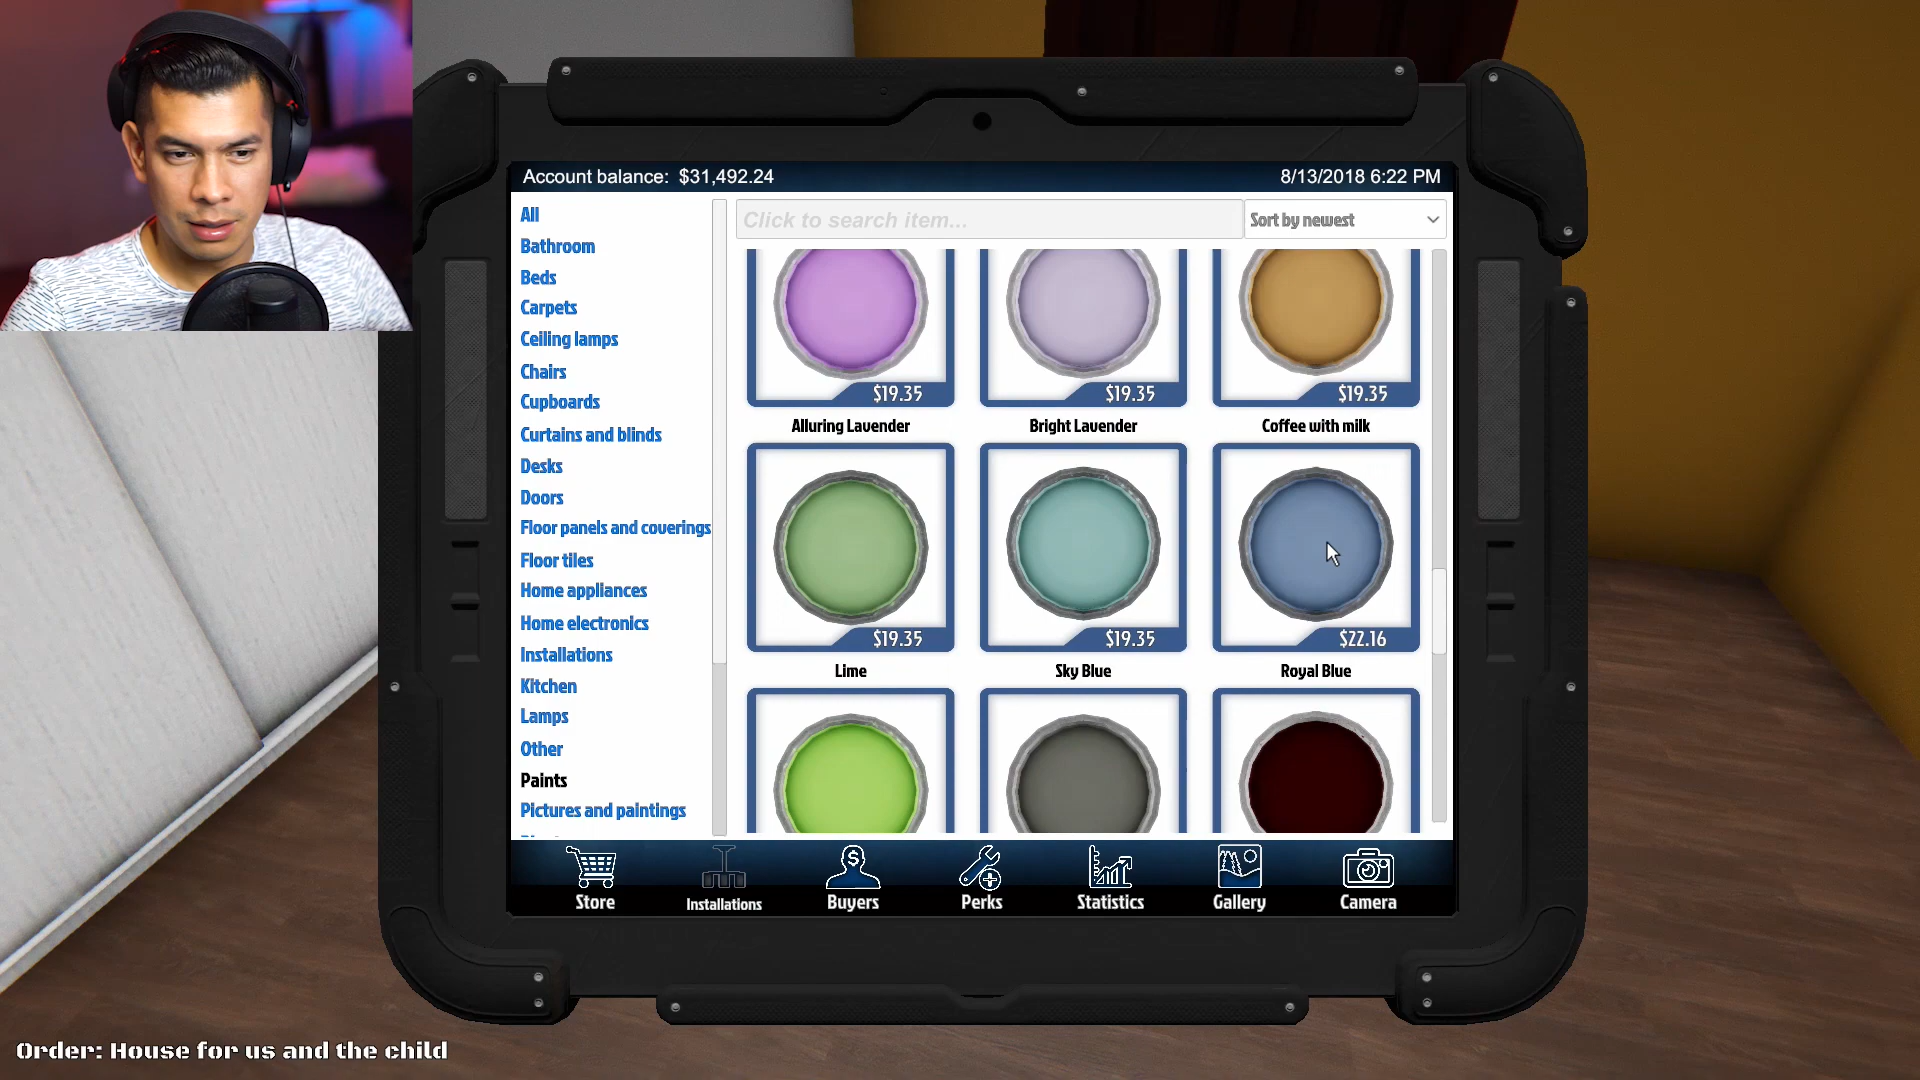 Account balance: $31,492.24
8/13/2018 6:22 PM
All
Bathroom
Beds
Carpets
Ceiling lamps
Chairs
Cupboards
Curtains and blinds
Desks
Doors
Floor panels and coverings
Floor tiles
Home appliances
Home electronics
Installations
Kitchen
Lamps
Other
Paints
Pictures and paintings
Click to search item...
Sort by newest
$19.35
$19.35
$19.35
Alluring Lavender
Bright Lavender
Coffee with milk
$19.35
$19.35
$22.16
Lime
Sky Blue
Royal Blue
Store
Installations
Buyers
Perks
Statistics
Gallery
Camera
Order: House for us and the child